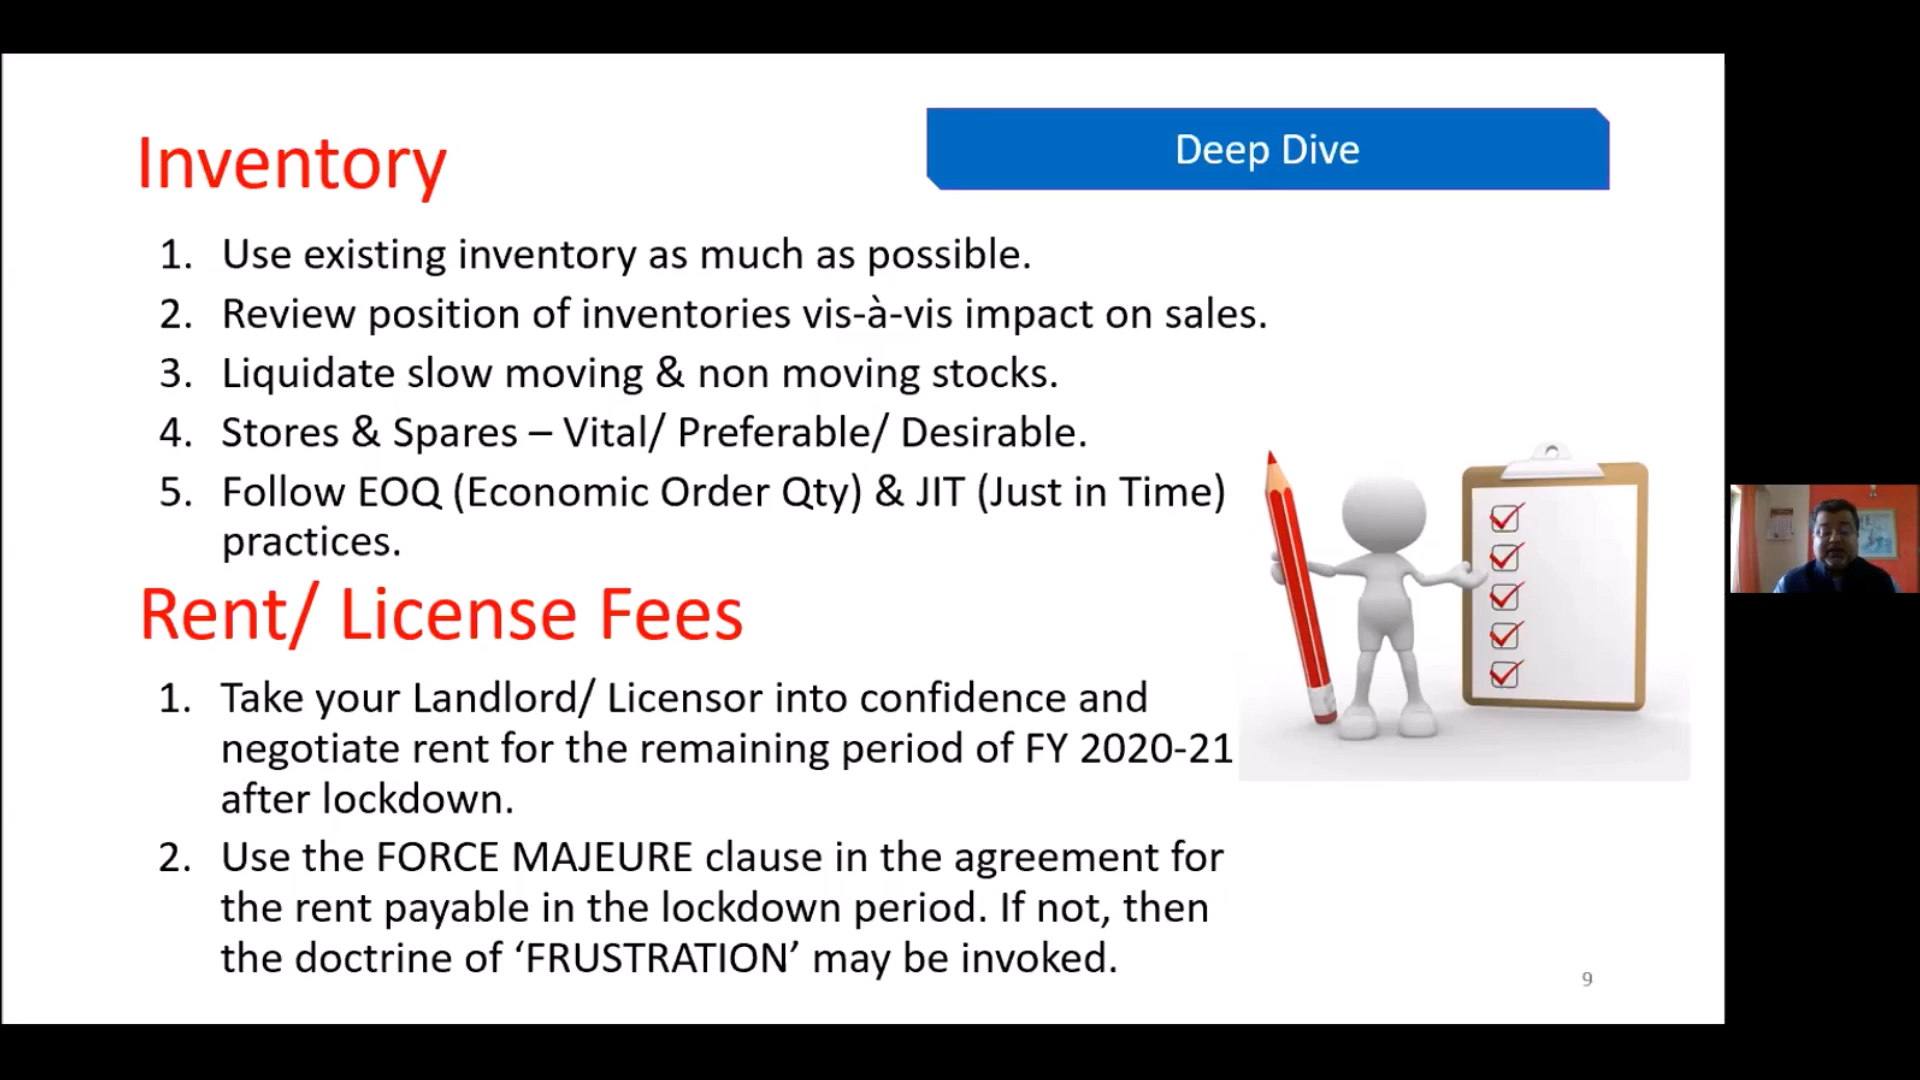 Deep Dive
Inventory
1. Use existing inventory as much as possible.
2. Review position of inventories vis-à-vis impact on sales.
3. Liquidate slow moving & non moving stocks.
4. Stores & Spares – Vital/ Preferable/ Desirable.
5. Follow EOQ (Economic Order Qty) & JIT (Just in Time)
practices.
Rent/ License Fees
1. Take your Landlord/ Licensor into confidence and
negotiate rent for the remaining period of FY 2020-21
after lockdown.
2. Use the FORCE MAJEURE clause in the agreement for
the rent payable in the lockdown period. If not, then
the doctrine of ‘FRUSTRATION’ may be invoked.
9